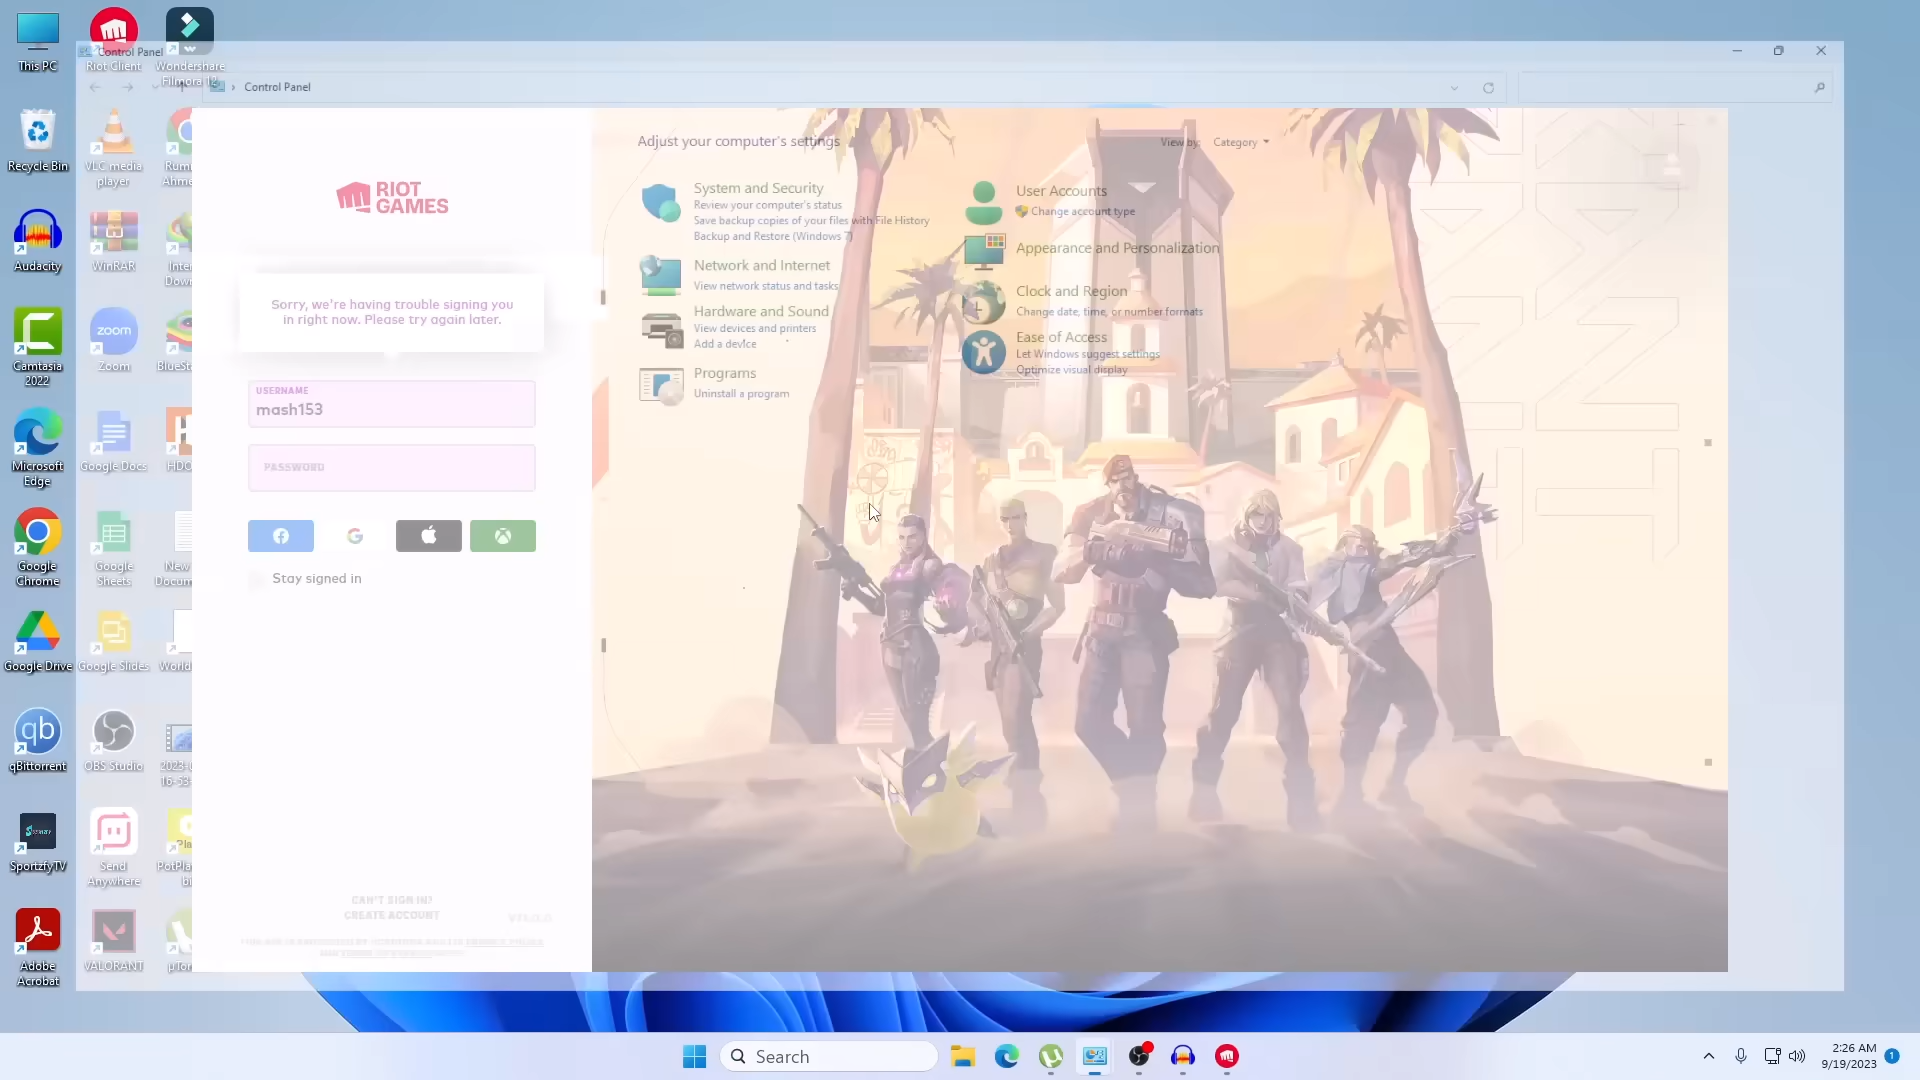 This PC
Riot Client
Wondershare
Filmora 12
Control Panel
Control Panel
Recycle Bin
VLC media
player
Audacity
WinRAR
Camtasia
2022
Zoom
Microsoft
Edge
Google Docs
Google
Chrome
Google
Sheets
New
Docum
Google Drive
Google Slides
World
qBittorrent
OBS Studio
SportzfyTV
Send
Anywhere
Adobe
Acrobat
VALORANT
RIOT
GAMES
Sorry, we're having trouble signing you
in right now. Please try again later.
USERNAME
mash153
PASSWORD
Stay signed in
CAN'T SIGN IN?
CREATE ACCOUNT
Adjust your computer's settings
View by: Category
System and Security
Review your computer's status
Save backup copies of your files with File History
Backup and Restore (Windows 7)
Network and Internet
View network status and tasks
Hardware and Sound
View devices and printers
Add a device
Programs
Uninstall a program
User Accounts
Change account type
Appearance and Personalization
Clock and Region
Change date, time, or number formats
Ease of Access
Let Windows suggest settings
Optimize visual display
Search
2:26 AM
9/19/2023
1